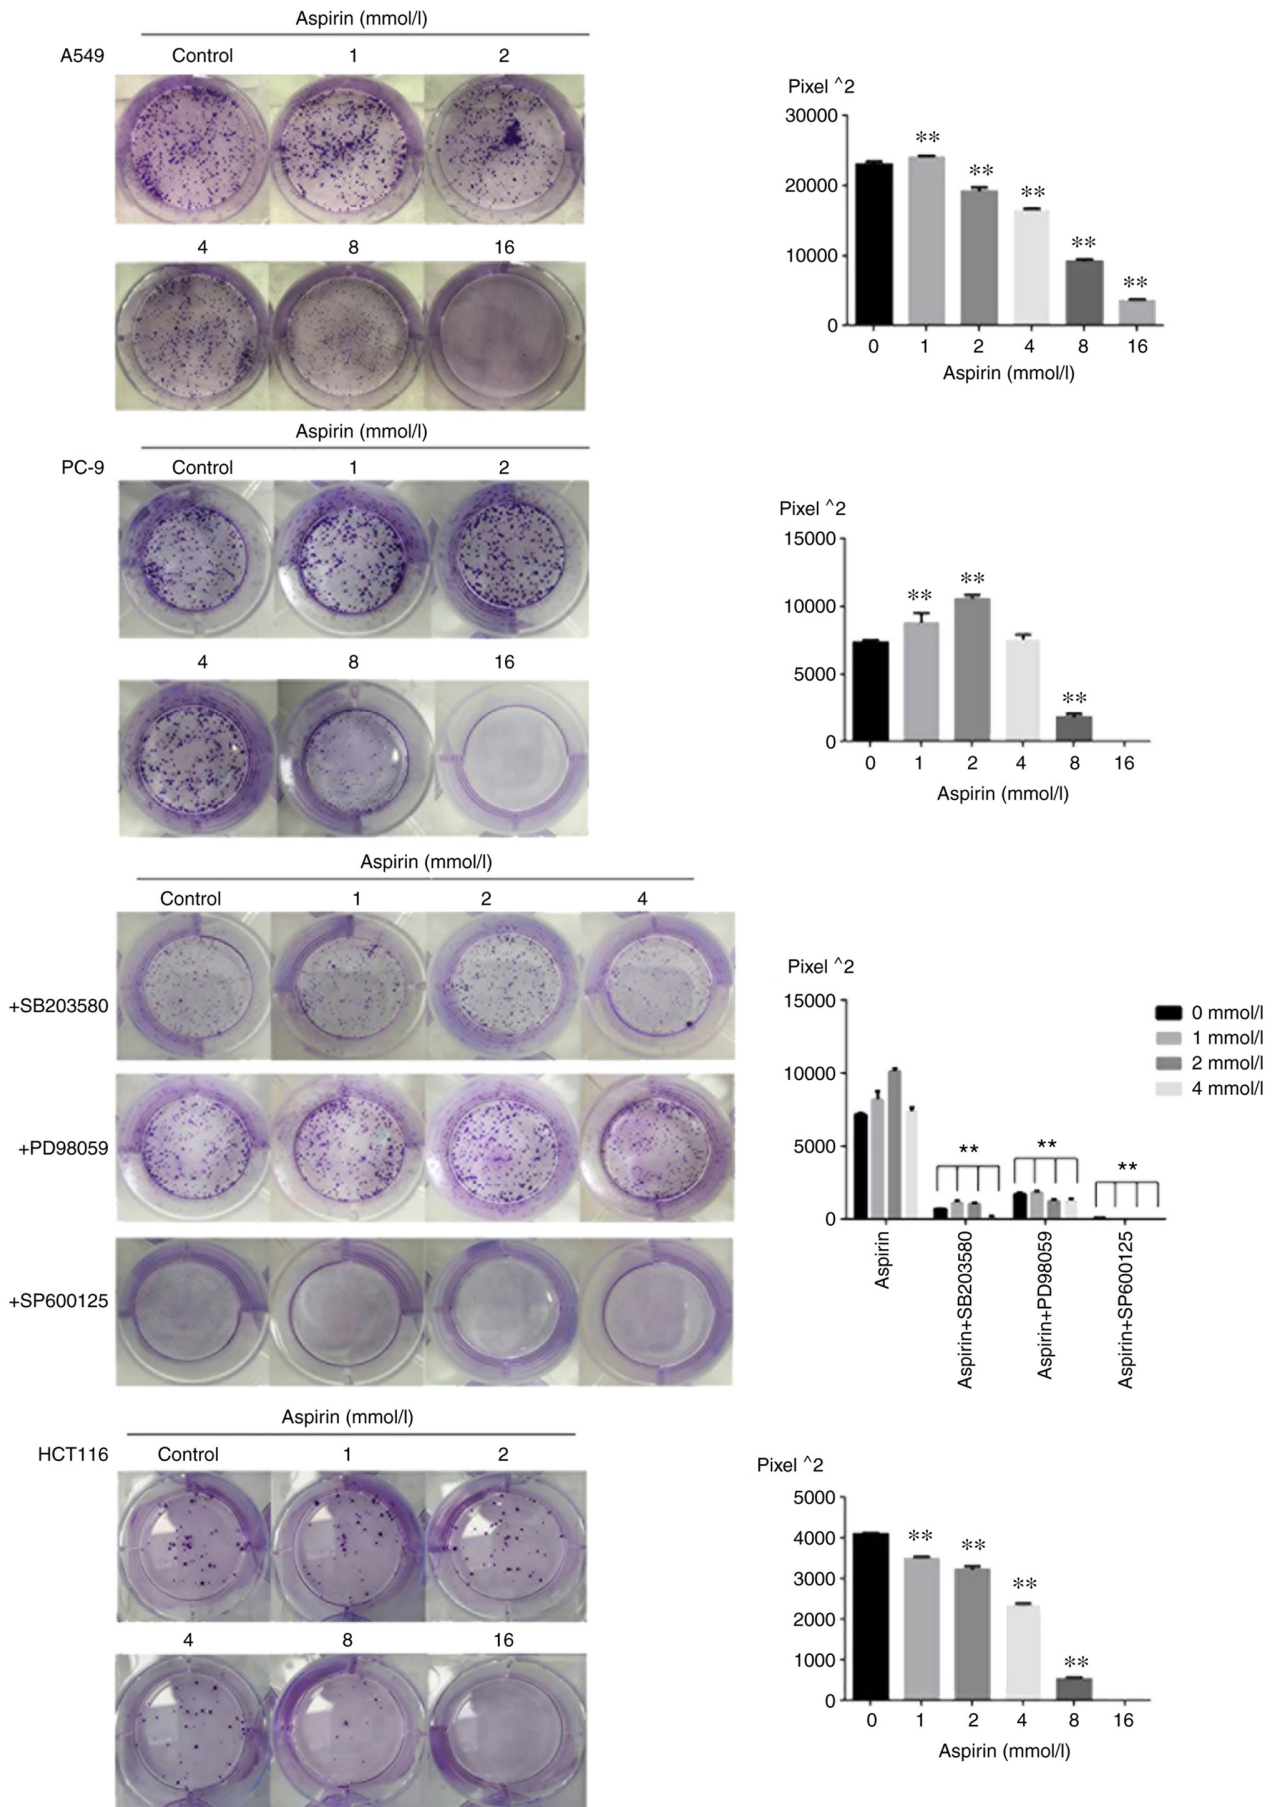 Aspirin (mmol/l)
A549 Control 1 2
4 8 16
Pixel ^2
30000
20000
10000
0
** ** ** ** **
0 1 2 4 8 16
Aspirin (mmol/l)
Aspirin (mmol/l)
PC-9 Control 1 2
4 8 16
Pixel ^2
15000
10000
5000
0
** ** **
0 1 2 4 8 16
Aspirin (mmol/l)
Aspirin (mmol/l)
Control 1 2 4
+SB203580
+PD98059
+SP600125
Pixel ^2
15000
10000
5000
0
** ** **
0 mmol/l
1 mmol/l
2 mmol/l
4 mmol/l
Aspirin
Aspirin+SB203580
Aspirin+PD98059
Aspirin+SP600125
Aspirin (mmol/l)
HCT116 Control 1 2
4 8 16
Pixel ^2
5000
4000
3000
2000
1000
0
** ** ** **
0 1 2 4 8 16
Aspirin (mmol/l)